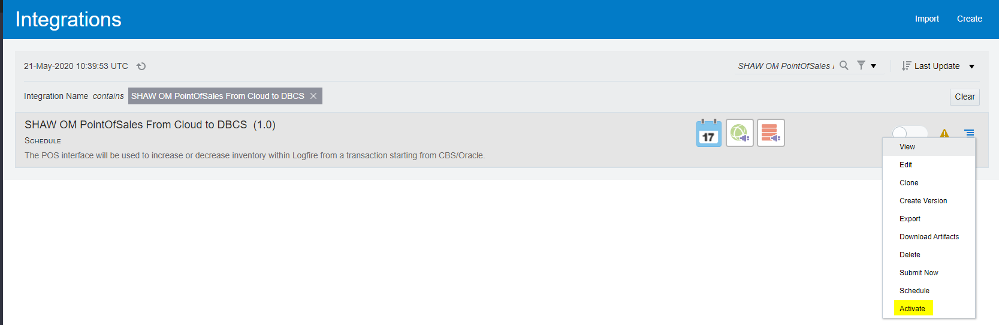 Integrations
Import
Create
21-May-2020 10:39:53 UTC
SHAW OM PointOfSales
Last Update
Integration Name contains SHAW OM PointOfSales From Cloud to DBCS
Clear
SHAW OM PointOfSales From Cloud to DBCS (1.0)
17
SCHEDULE
The POS interface will be used to increase or decrease inventory within Logfire from a transaction starting from CBS/Oracle.
View
Edit
Clone
Create Version
Export
Download Artifacts
Delete
Submit Now
Schedule
Activate